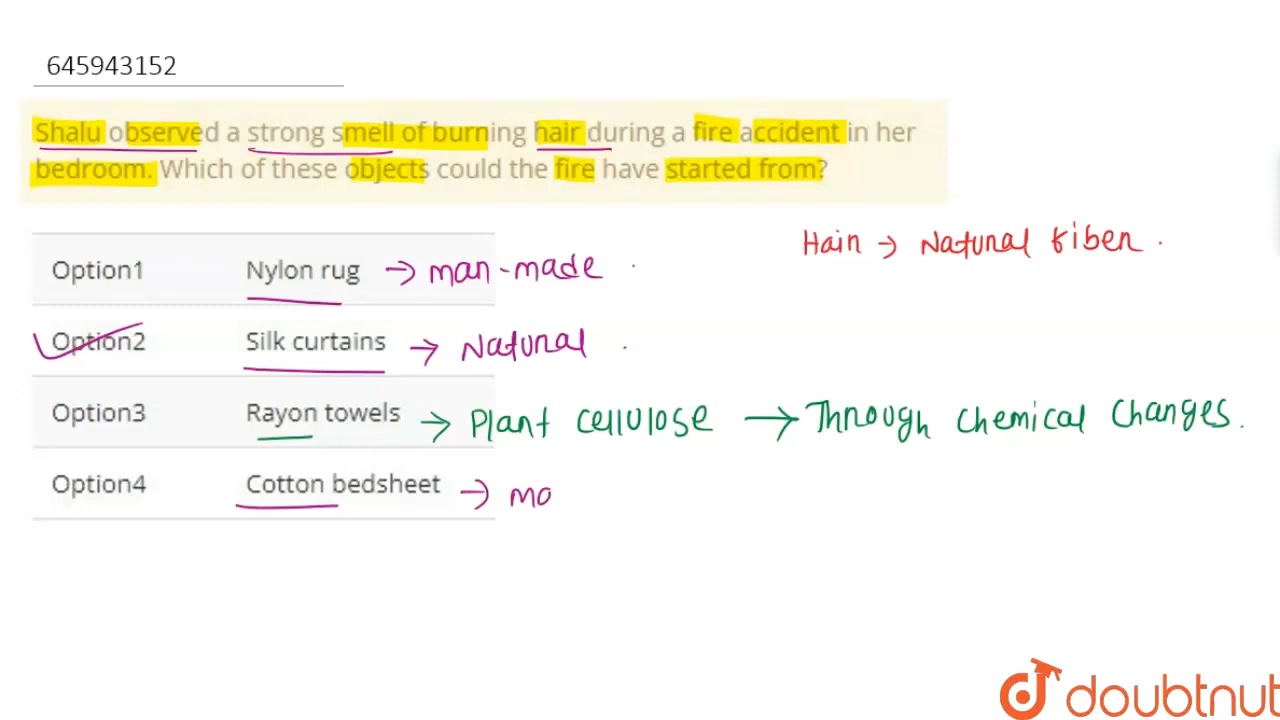 645943152
Shalu observed a strong smell of burning hair during a fire accident in her
bedroom. Which of these objects could the fire have started from?
Hair → Natural fiber.
Option1 Nylon rug → man-made
Option2 Silk curtains → Natural
Option3 Rayon towels → Plant cellulose → Through chemical changes.
Option4 Cotton bedsheet → mo
doubtnut